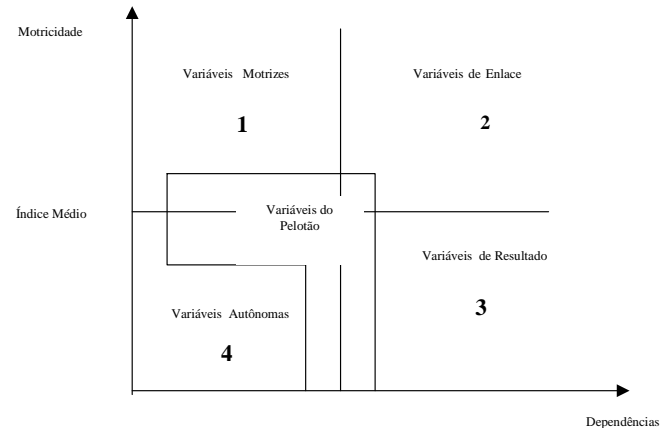 Motricidade
Variáveis Motrizes
Variáveis de Enlace
1
2
Índice Médio
Variáveis do
Pelotão
Variáveis de Resultado
Variáveis Autônomas
3
4
Dependências